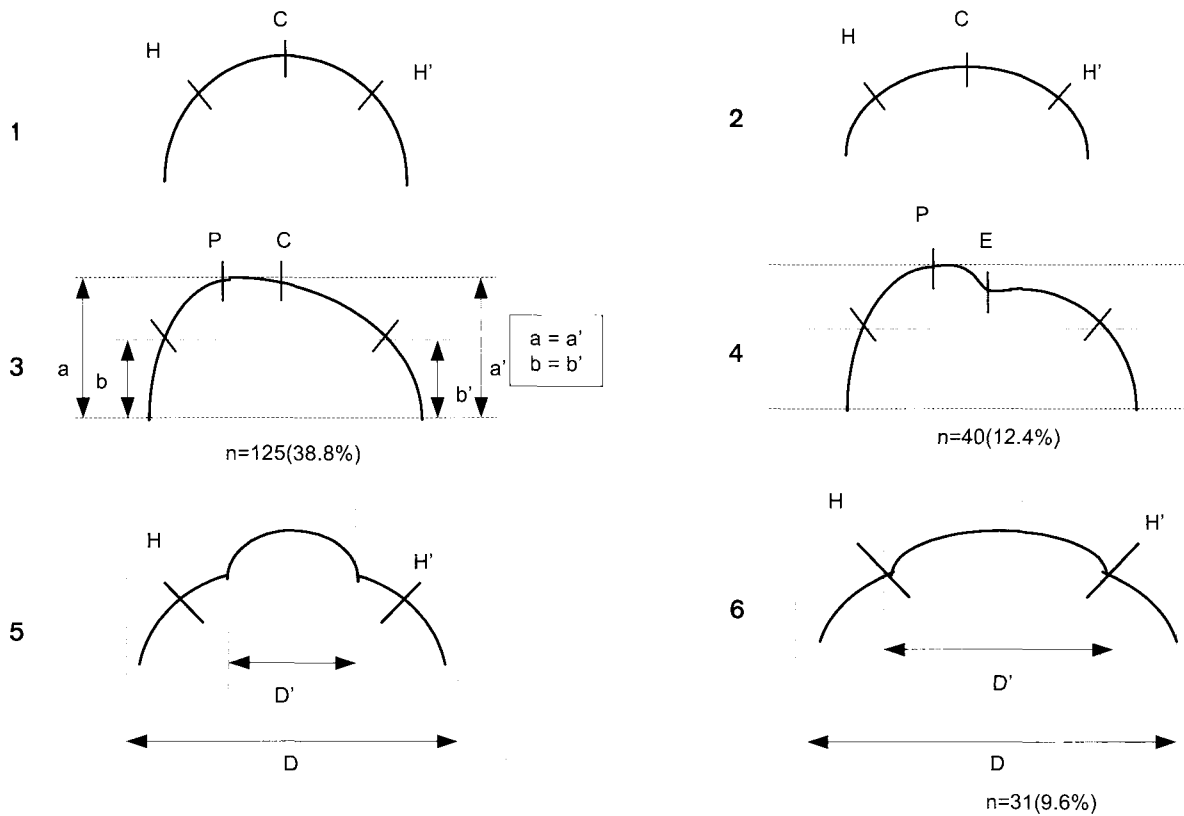 C
H
H'
1
C
H
H'
2
P
C
a
b
3
a'
b'
a = a'
b = b'
n=125(38.8%)
P
E
4
n=40(12.4%)
H
H'
5
D'
D
H
H'
6
D'
D
n=31(9.6%)